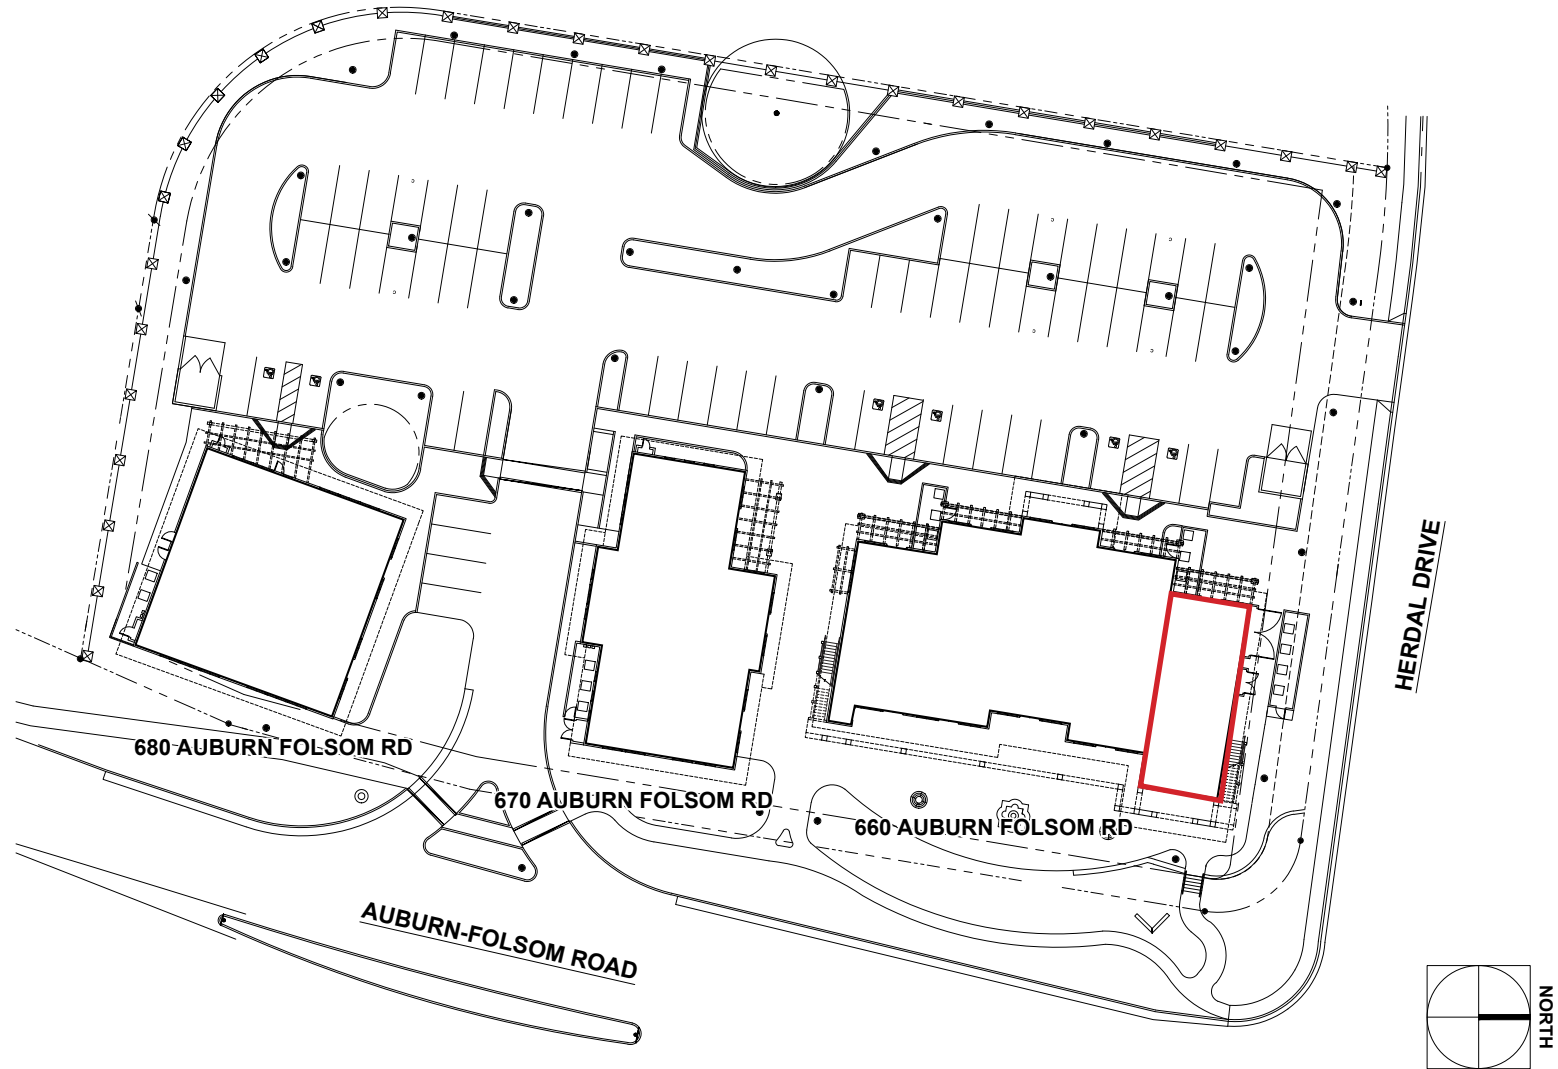 HERDAL DRIVE
680 AUBURN FOLSOM RD
670 AUBURN FOLSOM RD
660 AUBURN FOLSOM RD
AUBURN-FOLSOM ROAD
NORTH